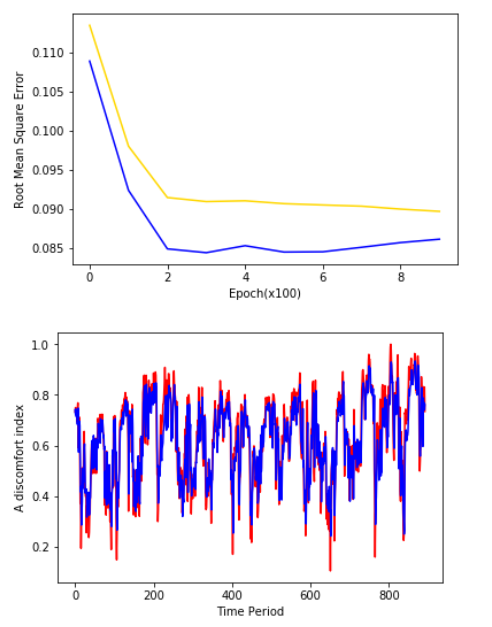 0.115
0.110
0.105
0.100
0.095
0.090
0.085
Root Mean Square Error
0 2 4 6 8
Epoch(x100)
1.0
0.8
0.6
0.4
0.2
A discomfort index
0 200 400 600 800
Time Period